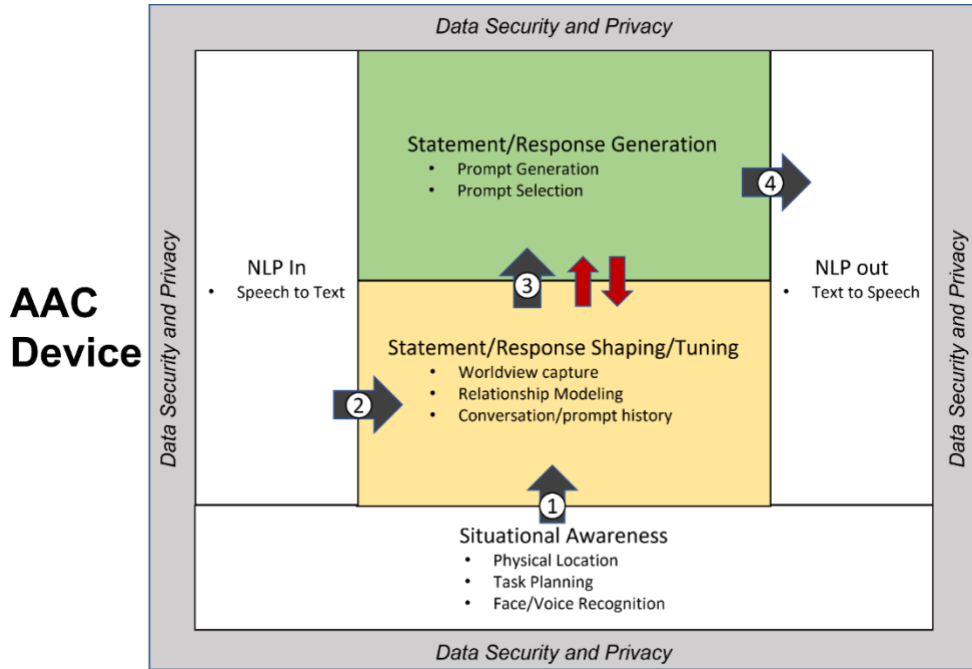 Data Security and Privacy
AAC
Device
Data Security and Privacy
NLP In
• Speech to Text
Statement/Response Generation
• Prompt Generation
• Prompt Selection
4
3
NLP out
• Text to Speech
Statement/Response Shaping/Tuning
• Worldview capture
• Relationship Modeling
• Conversation/prompt history
2
1
Situational Awareness
• Physical Location
• Task Planning
• Face/Voice Recognition
Data Security and Privacy
Data Security and Privacy